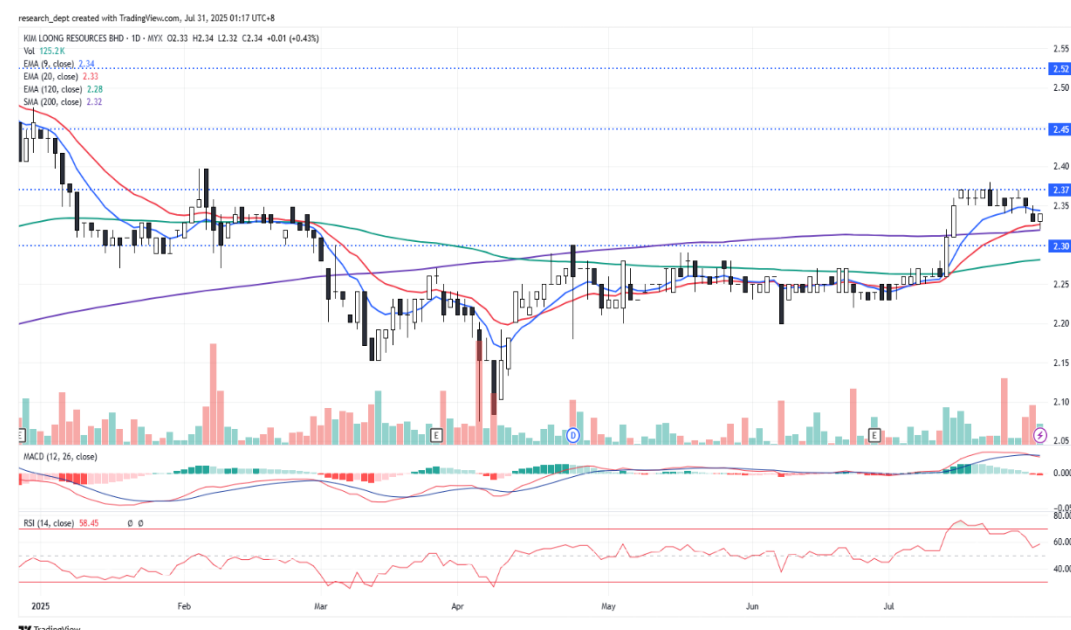 research_dept created with TradingView.com, Jul 31, 2025 01:17 UTC+8
KIM LOONG RESOURCES BHD · 1D · MYX O2.33 H2.34 L2.32 C2.34 +0.01 (+0.43%)
Vol 125.2K
EMA (9, close) 2.34
EMA (20, close) 2.33
EMA (120, close) 2.28
SMA (200, close) 2.32
2.55
2.52
2.50
2.45
2.40
2.37
2.35
2.30
2.25
2.20
2.15
2.10
2.05
E
E
D
E
MACD (12, 26, close)
0.000
RSI (14, close) 58.45 Ø Ø
80.00
60.00
40.00
2025
Feb
Mar
Apr
May
Jun
Jul
TradingView